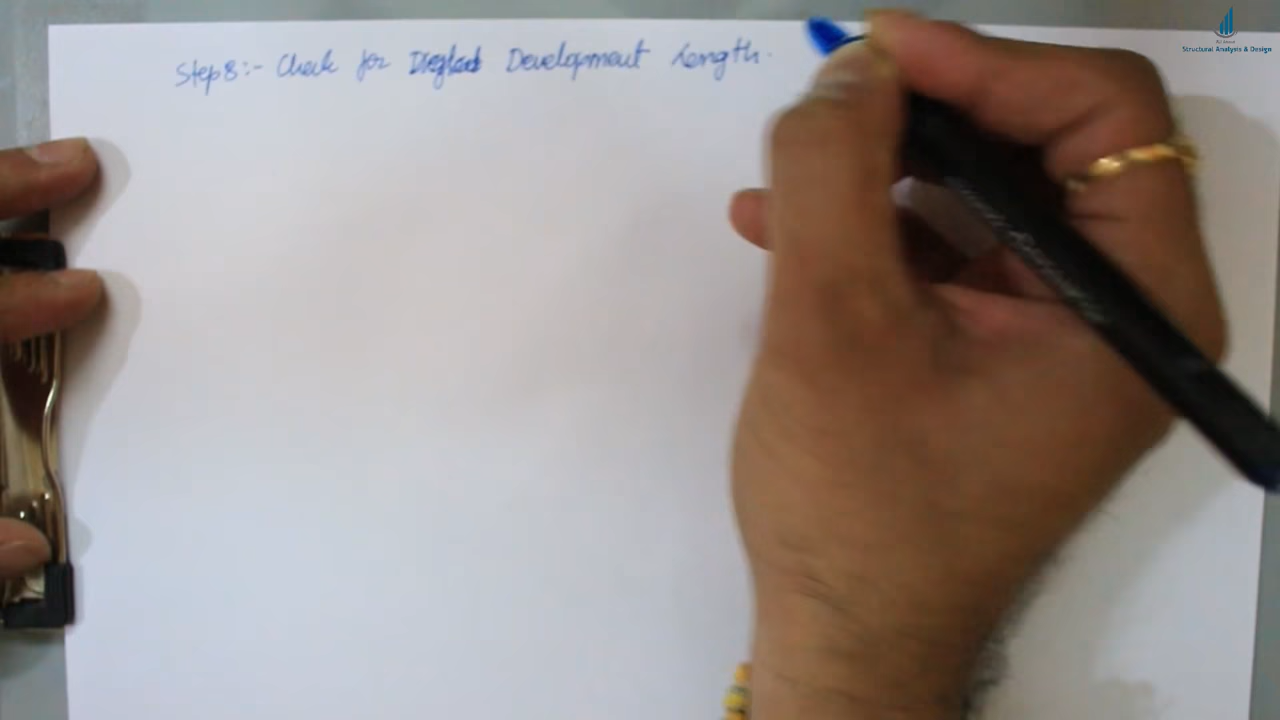 Step 8:- Check for Development Length.
Structural Analysis & Design